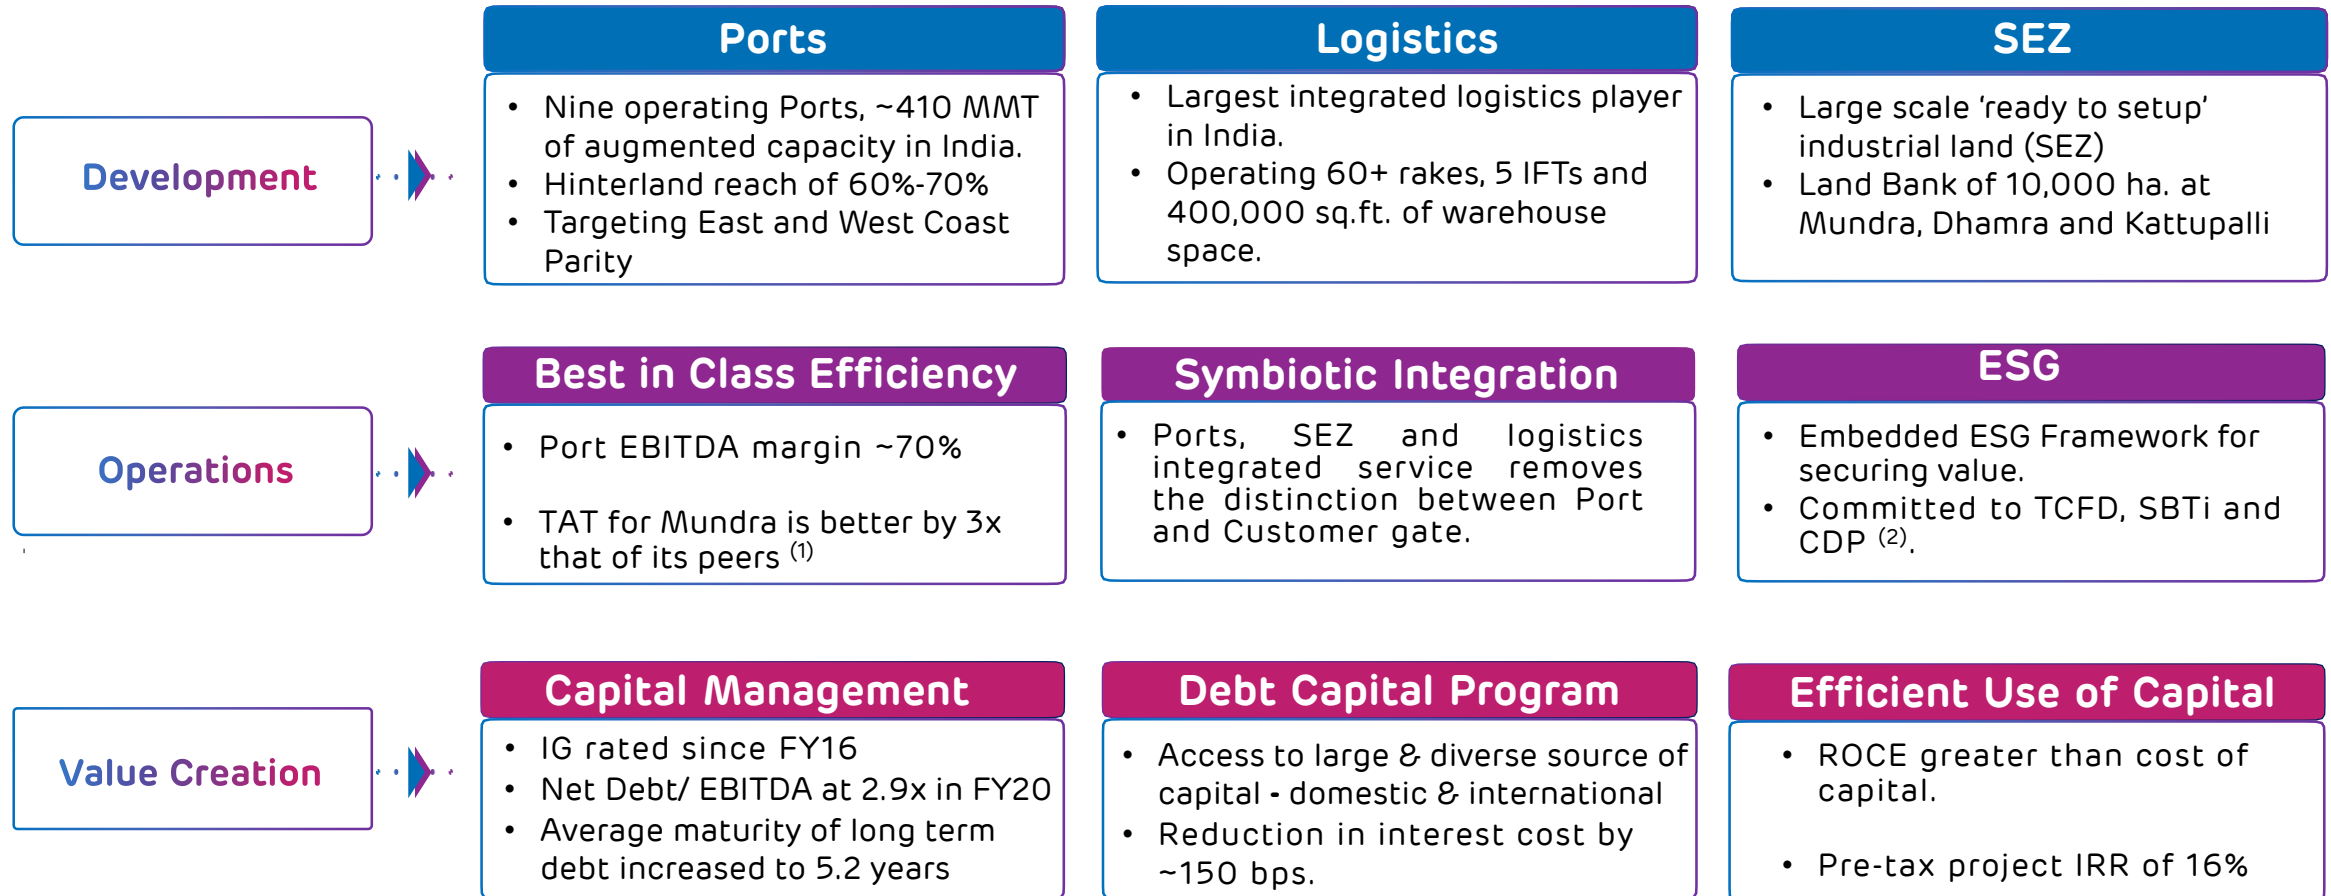 Development
Ports
• Nine operating Ports, ~410 MMT
of augmented capacity in India.
• Hinterland reach of 60%-70%
• Targeting East and West Coast
Parity
Logistics
• Largest integrated logistics player
in India.
• Operating 60+ rakes, 5 IFTs and
400,000 sq.ft. of warehouse
space.
SEZ
• Large scale ‘ready to setup’
industrial land (SEZ)
• Land Bank of 10,000 ha. at
Mundra, Dhamra and Kattupalli
Operations
Best in Class Efficiency
• Port EBITDA margin ~70%
• TAT for Mundra is better by 3x
that of its peers (1)
Symbiotic Integration
• Ports, SEZ and logistics
integrated service removes
the distinction between Port
and Customer gate.
ESG
• Embedded ESG Framework for
securing value.
• Committed to TCFD, SBTi and
CDP (2).
Value Creation
Capital Management
• IG rated since FY16
• Net Debt/ EBITDA at 2.9x in FY20
• Average maturity of long term
debt increased to 5.2 years
Debt Capital Program
• Access to large & diverse source of
capital - domestic & international
• Reduction in interest cost by
~150 bps.
Efficient Use of Capital
• ROCE greater than cost of
capital.
• Pre-tax project IRR of 16%